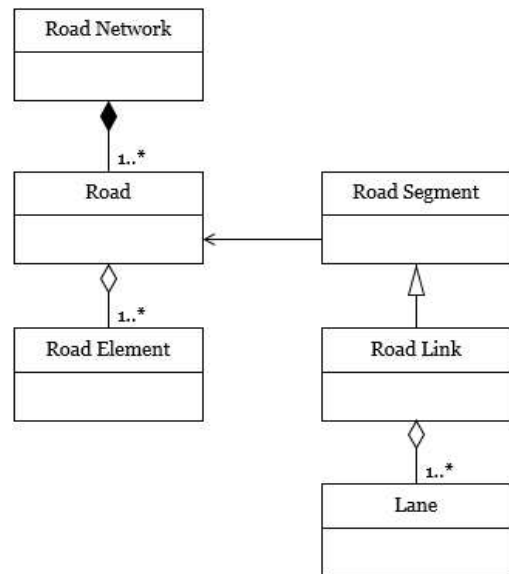 Road Network
1..*
Road
Road Segment
1..*
Road Element
Road Link
1..*
Lane